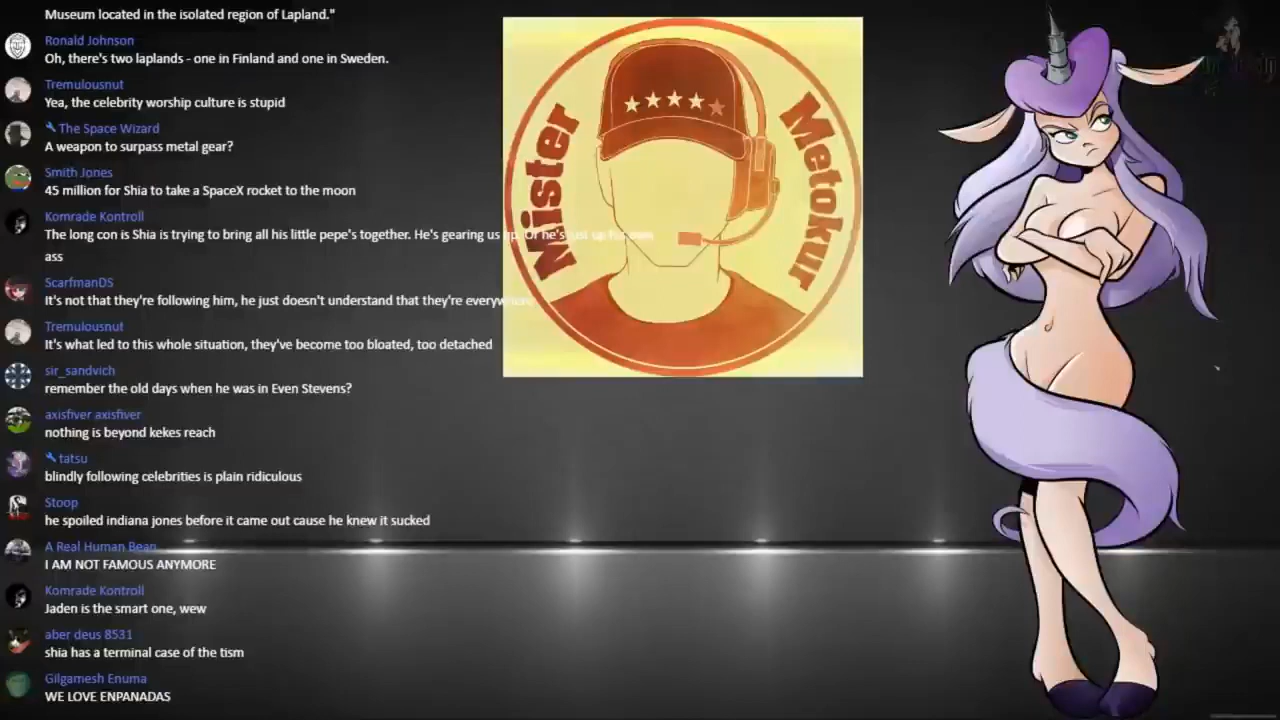 Museum located in the isolated region of Lapland."
Ronald Johnson
Oh, there's two laplands - one in Finland and one in Sweden.
Tremulousnut
Yea, the celebrity worship culture is stupid
The Space Wizard
A weapon to surpass metal gear?
Smith Jones
45 million for Shia to take a SpaceX rocket to the moon
Komrade Kontroll
The long con is Shia is trying to bring all his little pepe's together. He's gearing us up. Or he's just up his own
ass
ScarfmanDS
It's not that they're following him, he just doesn't understand that they're everywhere
Tremulousnut
It's what led to this whole situation, they've become too bloated, too detached
sir_sandvich
remember the old days when he was in Even Stevens?
axisfiver axisfiver
nothing is beyond kekes reach
tatsu
blindly following celebrities is plain ridiculous
Stoop
he spoiled indiana jones before it came out cause he knew it sucked
A Real Human Bean
I AM NOT FAMOUS ANYMORE
Komrade Kontroll
Jaden is the smart one, wew
aber deus 8531
shia has a terminal case of the tism
Gilgamesh Enuma
WE LOVE ENPANADAS
Mister
Metokur